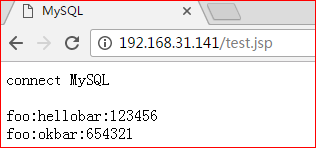 MySQL
192.168.31.141/test.jsp
connect MySQL
foo:hellobar:123456
foo:okbar:654321